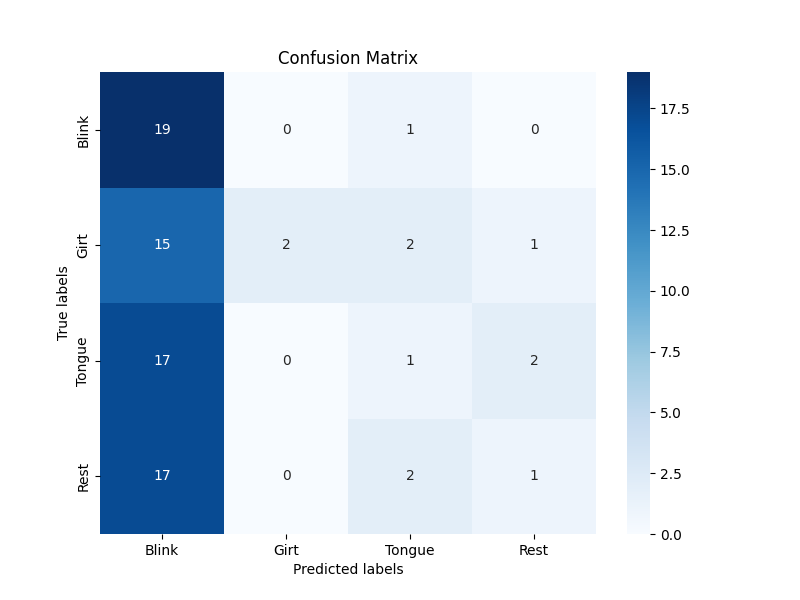 Confusion Matrix
True labels
Blink 19 0 1 0
Girt 15 2 2 1
Tongue 17 0 1 2
Rest 17 0 2 1
Blink Girt Tongue Rest
Predicted labels
17.5
15.0
12.5
10.0
7.5
5.0
2.5
0.0